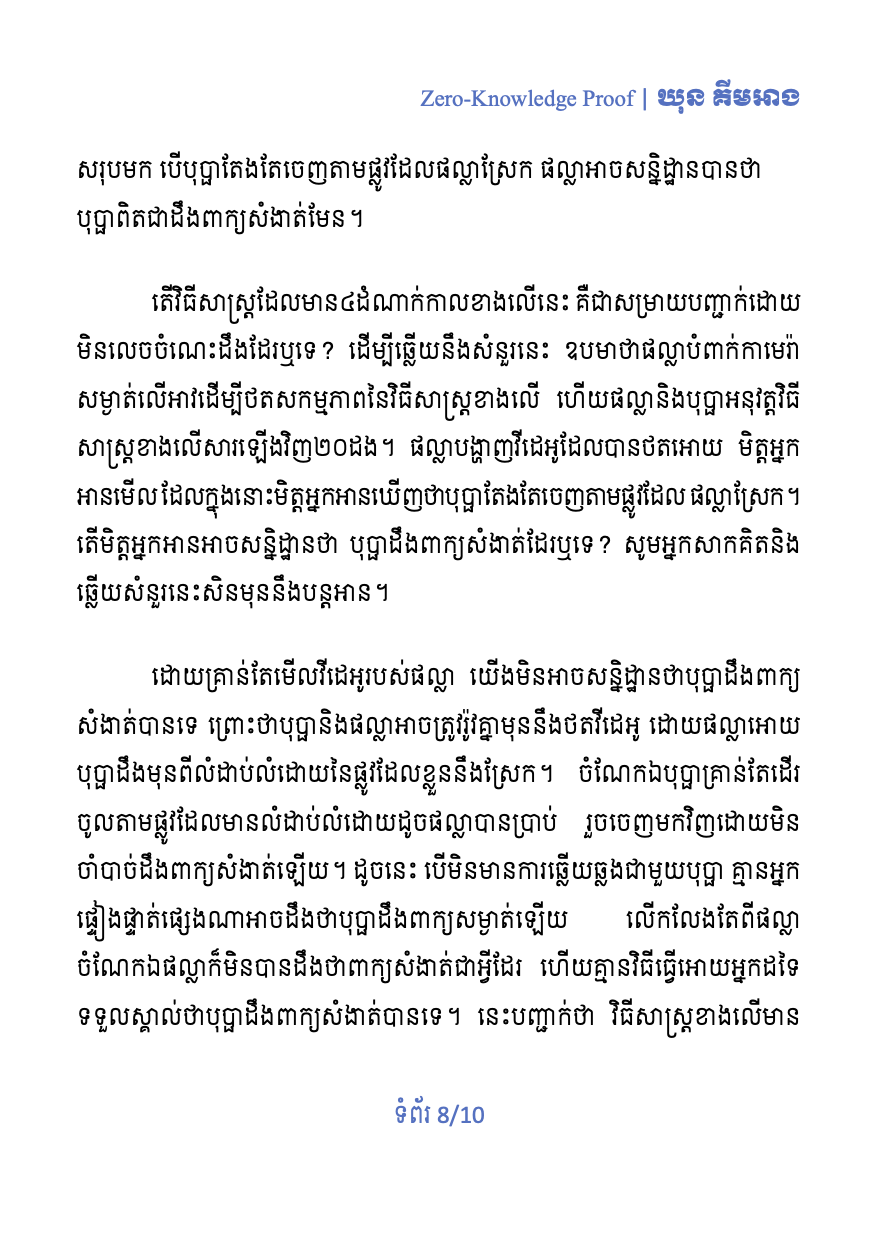 Zero-Knowledge Proof | ឃុន គីមអាង
សរុបមក បើបុប្ផាតែងតែចេញតាមផ្លូវដែលផល្លាស្រែក ផល្លាអាចសន្និដ្ឋានបានថា
បុប្ផាពិតជាដឹងពាក្យសំងាត់មែន។
តើវិធីសាស្ត្រដែលមាន៤ដំណាក់កាលខាងលើនេះ គឺជាសម្រាយបញ្ជាក់ដោយ
មិនលេចចំណេះដឹងដែរឬទេ? ដើម្បីឆ្លើយនឹងសំនួរនេះ ឧបមាថាផល្លាបំពាក់កាមេរ៉ា
សម្ងាត់លើអាវដើម្បីថតសកម្មភាពនៃវិធីសាស្ត្រខាងលើ ហើយផល្លានិងបុប្ផាអនុវត្តវិធី
សាស្ត្រខាងលើសារឡើងវិញ២០ដង។ ផល្លាបង្ហាញវីដេអូដែលបានថតអោយ មិត្តអ្នក
អានមើល ដែលក្នុងនោះមិត្តអ្នកអានឃើញថាបុប្ផាតែងតែចេញតាមផ្លូវដែល ផល្លាស្រែក។
តើមិត្តអ្នកអានអាចសន្និដ្ឋានថា បុប្ផាដឹងពាក្យសំងាត់ដែរឬទេ? សូមអ្នកសាកគិតនិង
ឆ្លើយសំនួរនេះសិនមុននឹងបន្តអាន។
ដោយគ្រាន់តែមើលវីដេអូរបស់ផល្លា យើងមិនអាចសន្និដ្ឋានថាបុប្ផាដឹងពាក្យ
សំងាត់បានទេ ព្រោះថាបុប្ផានិងផល្លាអាចត្រូវរ៉ូវគ្នាមុននឹងថតវីដេអូ ដោយផល្លាអោយ
បុប្ផាដឹងមុនពីលំដាប់លំដោយនៃផ្លូវដែលខ្លួននឹងស្រែក។ ចំណែកឯបុប្ផាគ្រាន់តែដើរ
ចូលតាមផ្លូវដែលមានលំដាប់លំដោយដូចផល្លាបានប្រាប់ រួចចេញមកវិញដោយមិន
ចាំបាច់ដឹងពាក្យសំងាត់ឡើយ។ ដូចនេះ បើមិនមានការឆ្លើយឆ្លងជាមួយបុប្ផា គ្មានអ្នក
ផ្ទៀងផ្ទាត់ផ្សេងណាអាចដឹងថាបុប្ផាដឹងពាក្យសម្ងាត់ឡើយ លើកលែងតែពីផល្លា
ចំណែកឯផល្លាក៏មិនបានដឹងថាពាក្យសំងាត់ជាអ្វីដែរ ហើយគ្មានវិធីធ្វើអោយអ្នកដទៃ
ទទួលស្គាល់ថាបុប្ផាដឹងពាក្យសំងាត់បានទេ។ នេះបញ្ជាក់ថា វិធីសាស្ត្រខាងលើមាន
ទំព័រ 8/10